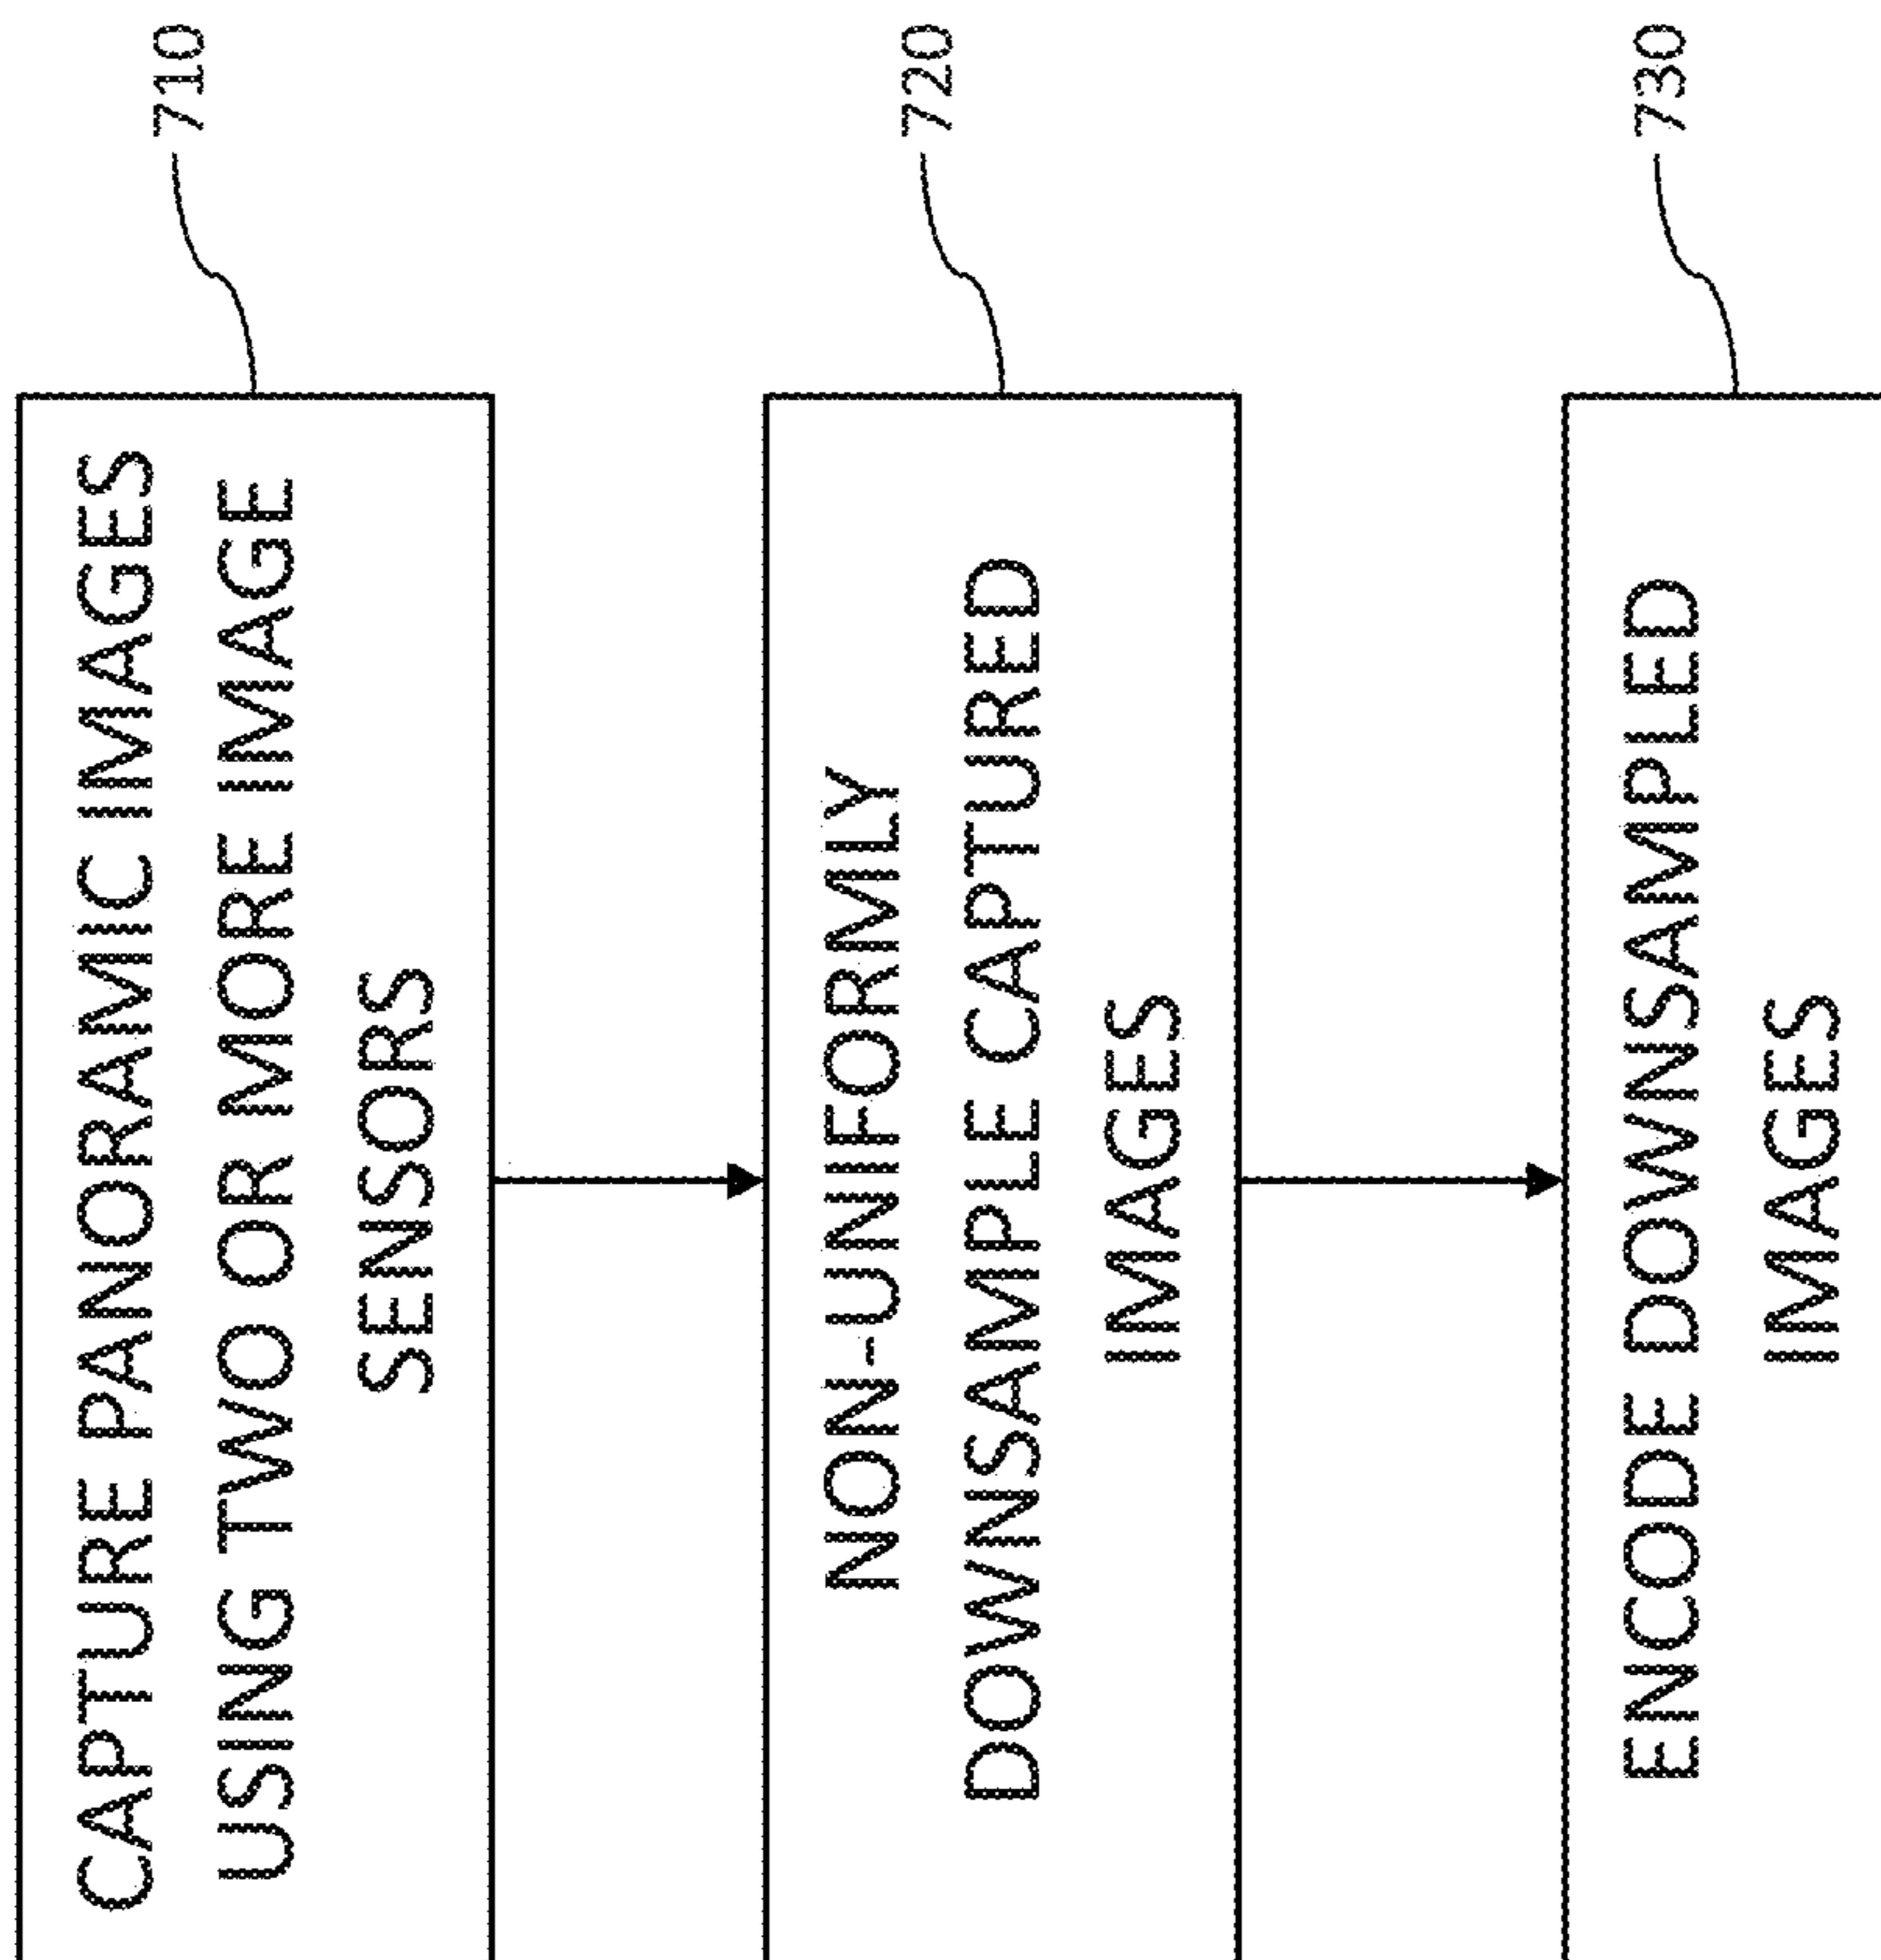 CAPTURE PANORAMIC IMAGES
USING TWO OR MORE IMAGE
SENSORS
710
NON-UNIFORMLY
DOWNSAMPLE CAPTURED
IMAGES
720
ENCODE DOWNSAMPLED
IMAGES
730